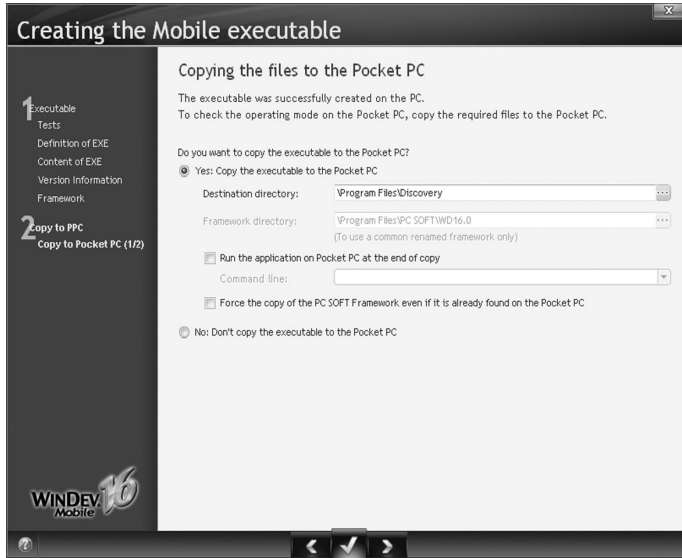 Creating the Mobile executable
1 Executable
Tests
Definition of EXE
Content of EXE
Version Information
Framework
2 Copy to PPC
Copy to Pocket PC (1/2)
WINDEV. 16
Mobile
Copying the files to the Pocket PC
The executable was successfully created on the PC.
To check the operating mode on the Pocket PC, copy the required files to the Pocket PC.
Do you want to copy the executable to the Pocket PC?
Yes: Copy the executable to the Pocket PC
Destination directory: \Program Files\Discovery ...
Framework directory: \Program Files\PC SOFT\WD16.0 ...
(To use a common renamed framework only)
Run the application on Pocket PC at the end of copy
Command line:
Force the copy of the PC SOFT Framework even if it is already found on the Pocket PC
No: Don't copy the executable to the Pocket PC
?